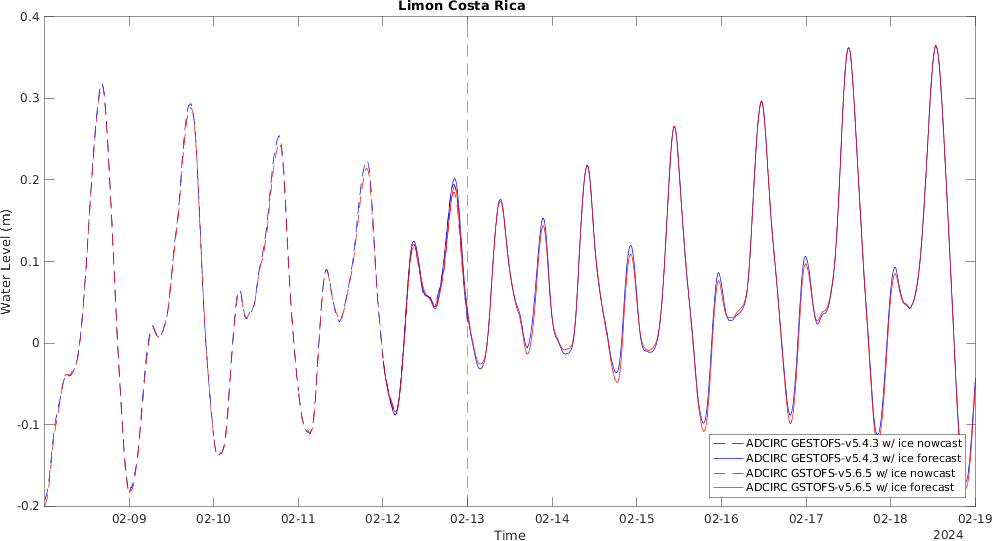 Limon Costa Rica
0.4
0.3
0.2
0.1
0
-0.1
-0.2
Water Level (m)
ADCIRC GESTOFS-v5.4.3 w/ ice nowcast
ADCIRC GESTOFS-v5.4.3 w/ ice forecast
ADCIRC GSTOFS-v5.6.5 w/ ice nowcast
ADCIRC GSTOFS-v5.6.5 w/ ice forecast
02-09 02-10 02-11 02-12 02-13 02-14 02-15 02-16 02-17 02-18 02-19
Time
2024